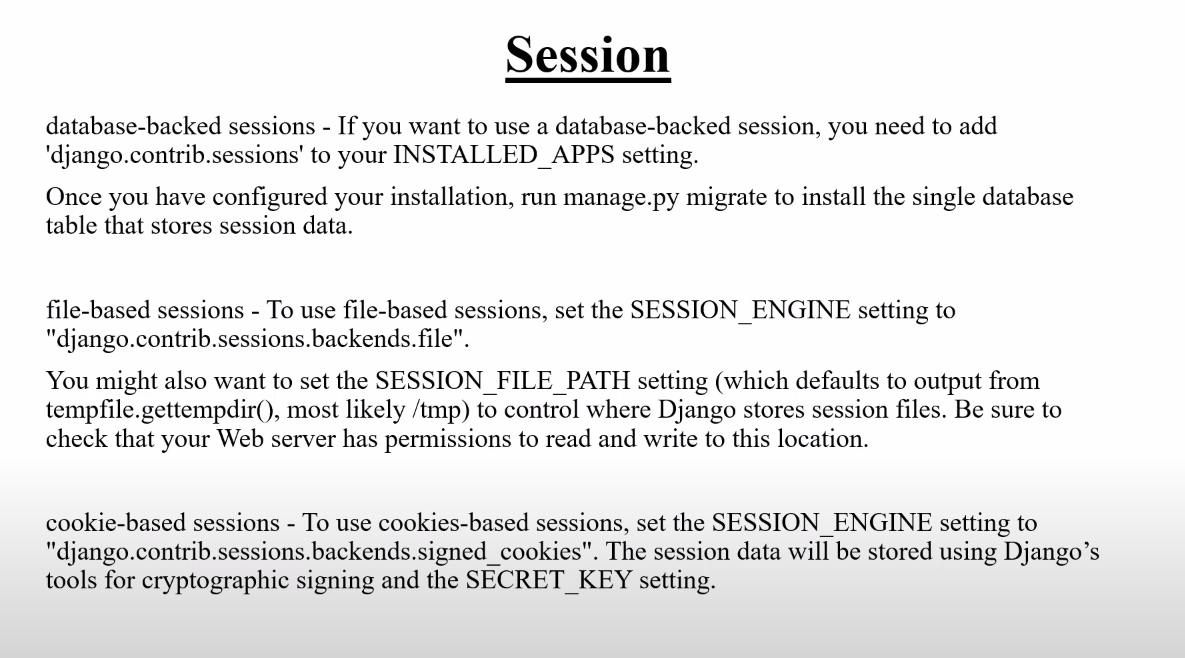 Session
database-backed sessions - If you want to use a database-backed session, you need to add
'django.contrib.sessions' to your INSTALLED_APPS setting.
Once you have configured your installation, run manage.py migrate to install the single database
table that stores session data.
file-based sessions - To use file-based sessions, set the SESSION_ENGINE setting to
"django.contrib.sessions.backends.file".
You might also want to set the SESSION_FILE_PATH setting (which defaults to output from
tempfile.gettempdir(), most likely /tmp) to control where Django stores session files. Be sure to
check that your Web server has permissions to read and write to this location.
cookie-based sessions - To use cookies-based sessions, set the SESSION_ENGINE setting to
"django.contrib.sessions.backends.signed_cookies". The session data will be stored using Django’s
tools for cryptographic signing and the SECRET_KEY setting.